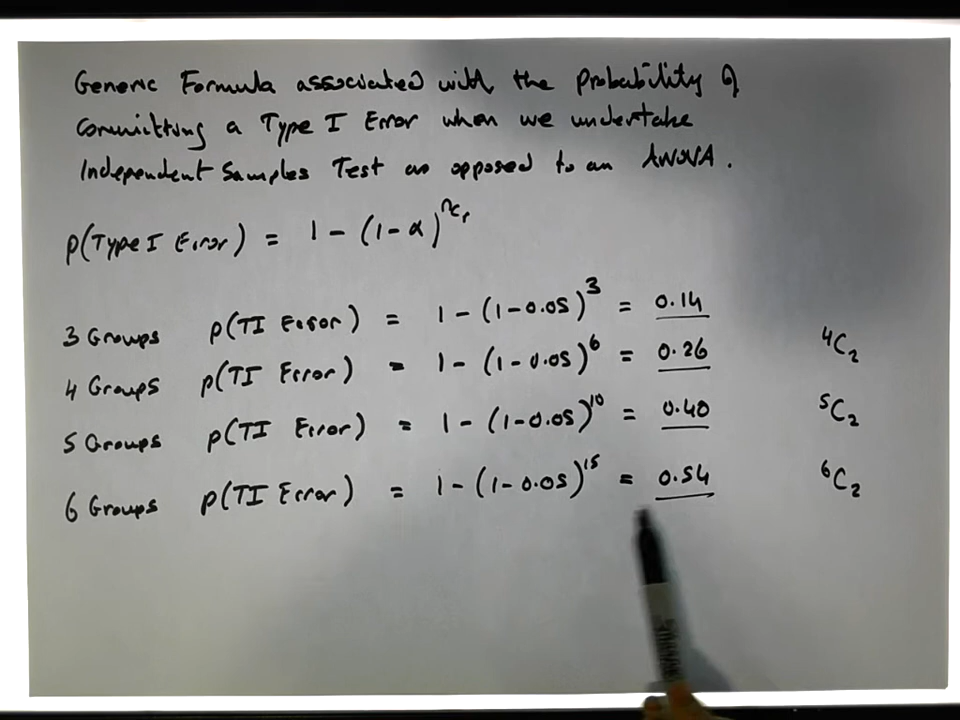 Generic Formula associated with the Probability of
committing a Type I Error when we undertake
Independent Samples Test as opposed to an ANOVA.
P(Type I Error) = 1 - (1-α)^nCr
3 Groups P(TI Error) = 1 - (1-0.05)^3 = 0.14
4 Groups P(TI Error) = 1 - (1-0.05)^6 = 0.26 ⁴C₂
5 Groups P(TI Error) = 1 - (1-0.05)^10 = 0.40 ⁵C₂
6 Groups P(TI Error) = 1 - (1-0.05)^15 = 0.54 ⁶C₂